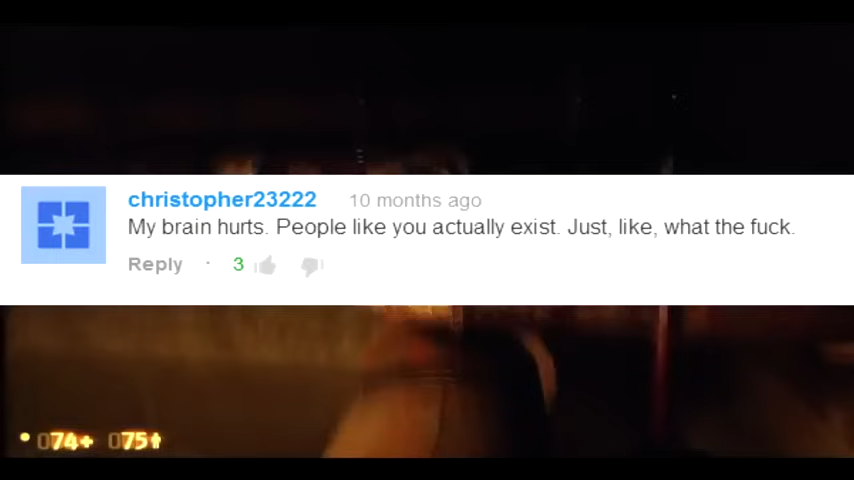 christopher23222 10 months ago
My brain hurts. People like you actually exist. Just, like, what the fuck.
Reply · 3
074+ 075